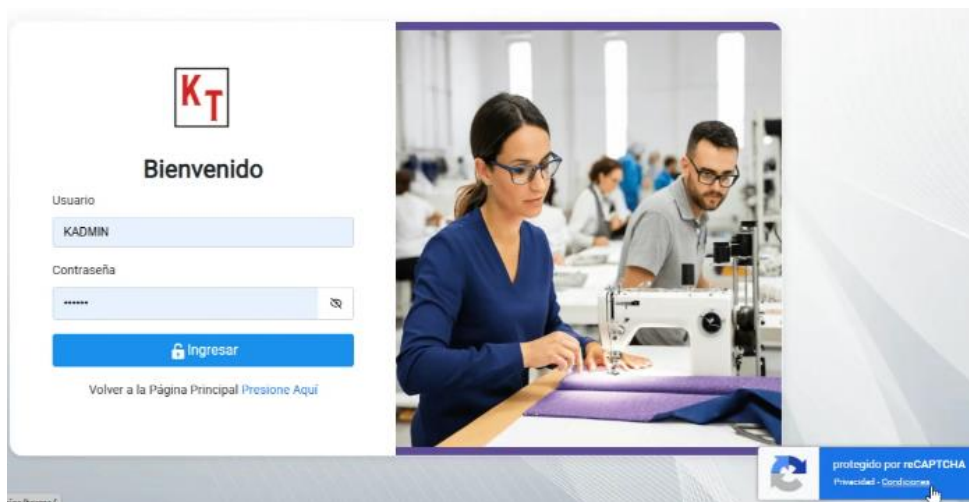 KT
Bienvenido
Usuario
KADMIN
Contraseña
••••••
Ingresar
Volver a la Página Principal Presione Aquí
protegido por reCAPTCHA
Privacidad - Condiciones